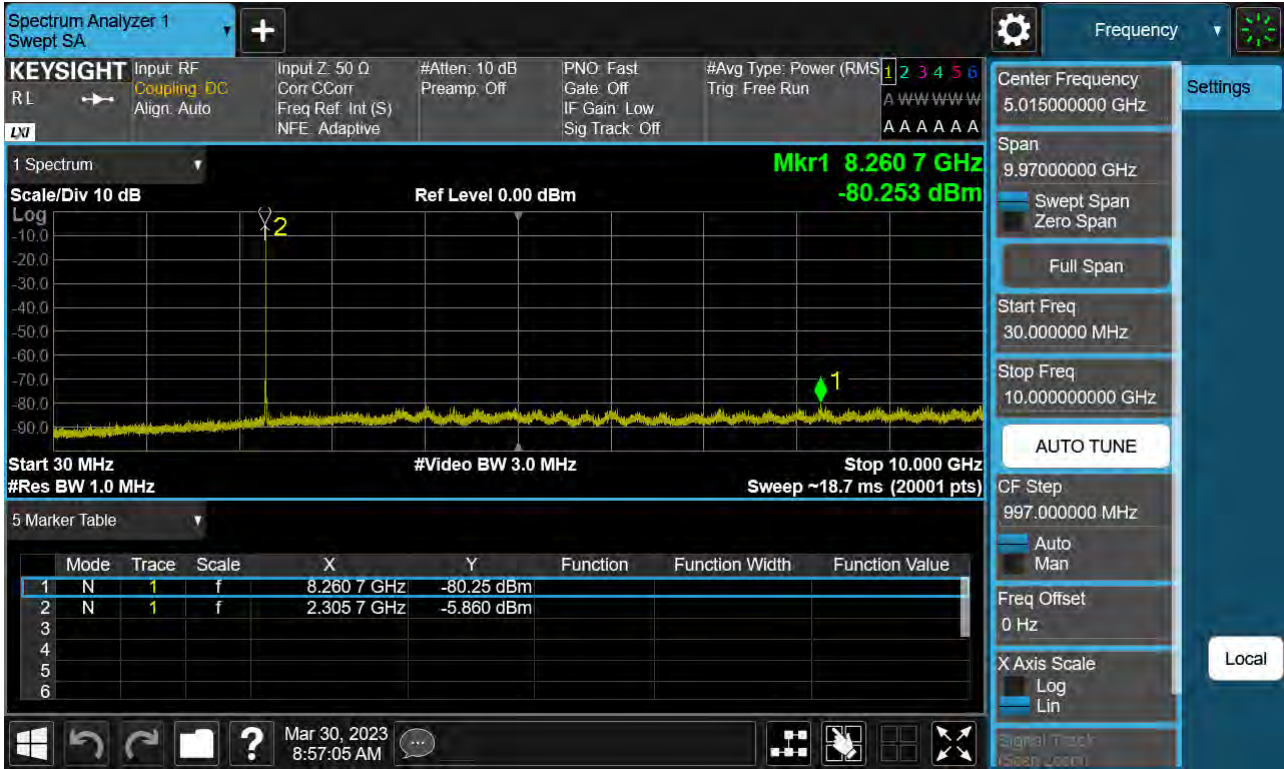 Spectrum Analyzer 1
Swept SA
Frequency
KEYSIGHT
Input: RF
Coupling: DC
Align: Auto
Input Z: 50 Ω
Corr CCorr
Freq Ref: Int (S)
NFE: Adaptive
#Atten: 10 dB
Preamp: Off
PNO: Fast
Gate: Off
IF Gain: Low
Sig Track: Off
#Avg Type: Power (RMS
Trig: Free Run
1 2 3 4 5 6
A W W W W W
A A A A A A
R L
LXI
1 Spectrum
Mkr1 8.260 7 GHz
-80.253 dBm
Scale/Div 10 dB
Ref Level 0.00 dBm
Log
-10.0
-20.0
-30.0
-40.0
-50.0
-60.0
-70.0
-80.0
-90.0
2
1
Start 30 MHz
#Video BW 3.0 MHz
Stop 10.000 GHz
#Res BW 1.0 MHz
Sweep ~18.7 ms (20001 pts)
5 Marker Table
Mode Trace Scale X Y Function Function Width Function Value
1 N 1 f 8.260 7 GHz -80.25 dBm
2 N 1 f 2.305 7 GHz -5.860 dBm
3
4
5
6
Mar 30, 2023
8:57:05 AM
Center Frequency
5.015000000 GHz
Span
9.97000000 GHz
Swept Span
Zero Span
Full Span
Start Freq
30.000000 MHz
Stop Freq
10.000000000 GHz
AUTO TUNE
CF Step
997.000000 MHz
Auto
Man
Freq Offset
0 Hz
X Axis Scale
Log
Lin
Signal Track
(Span Zoom)
Settings
Local